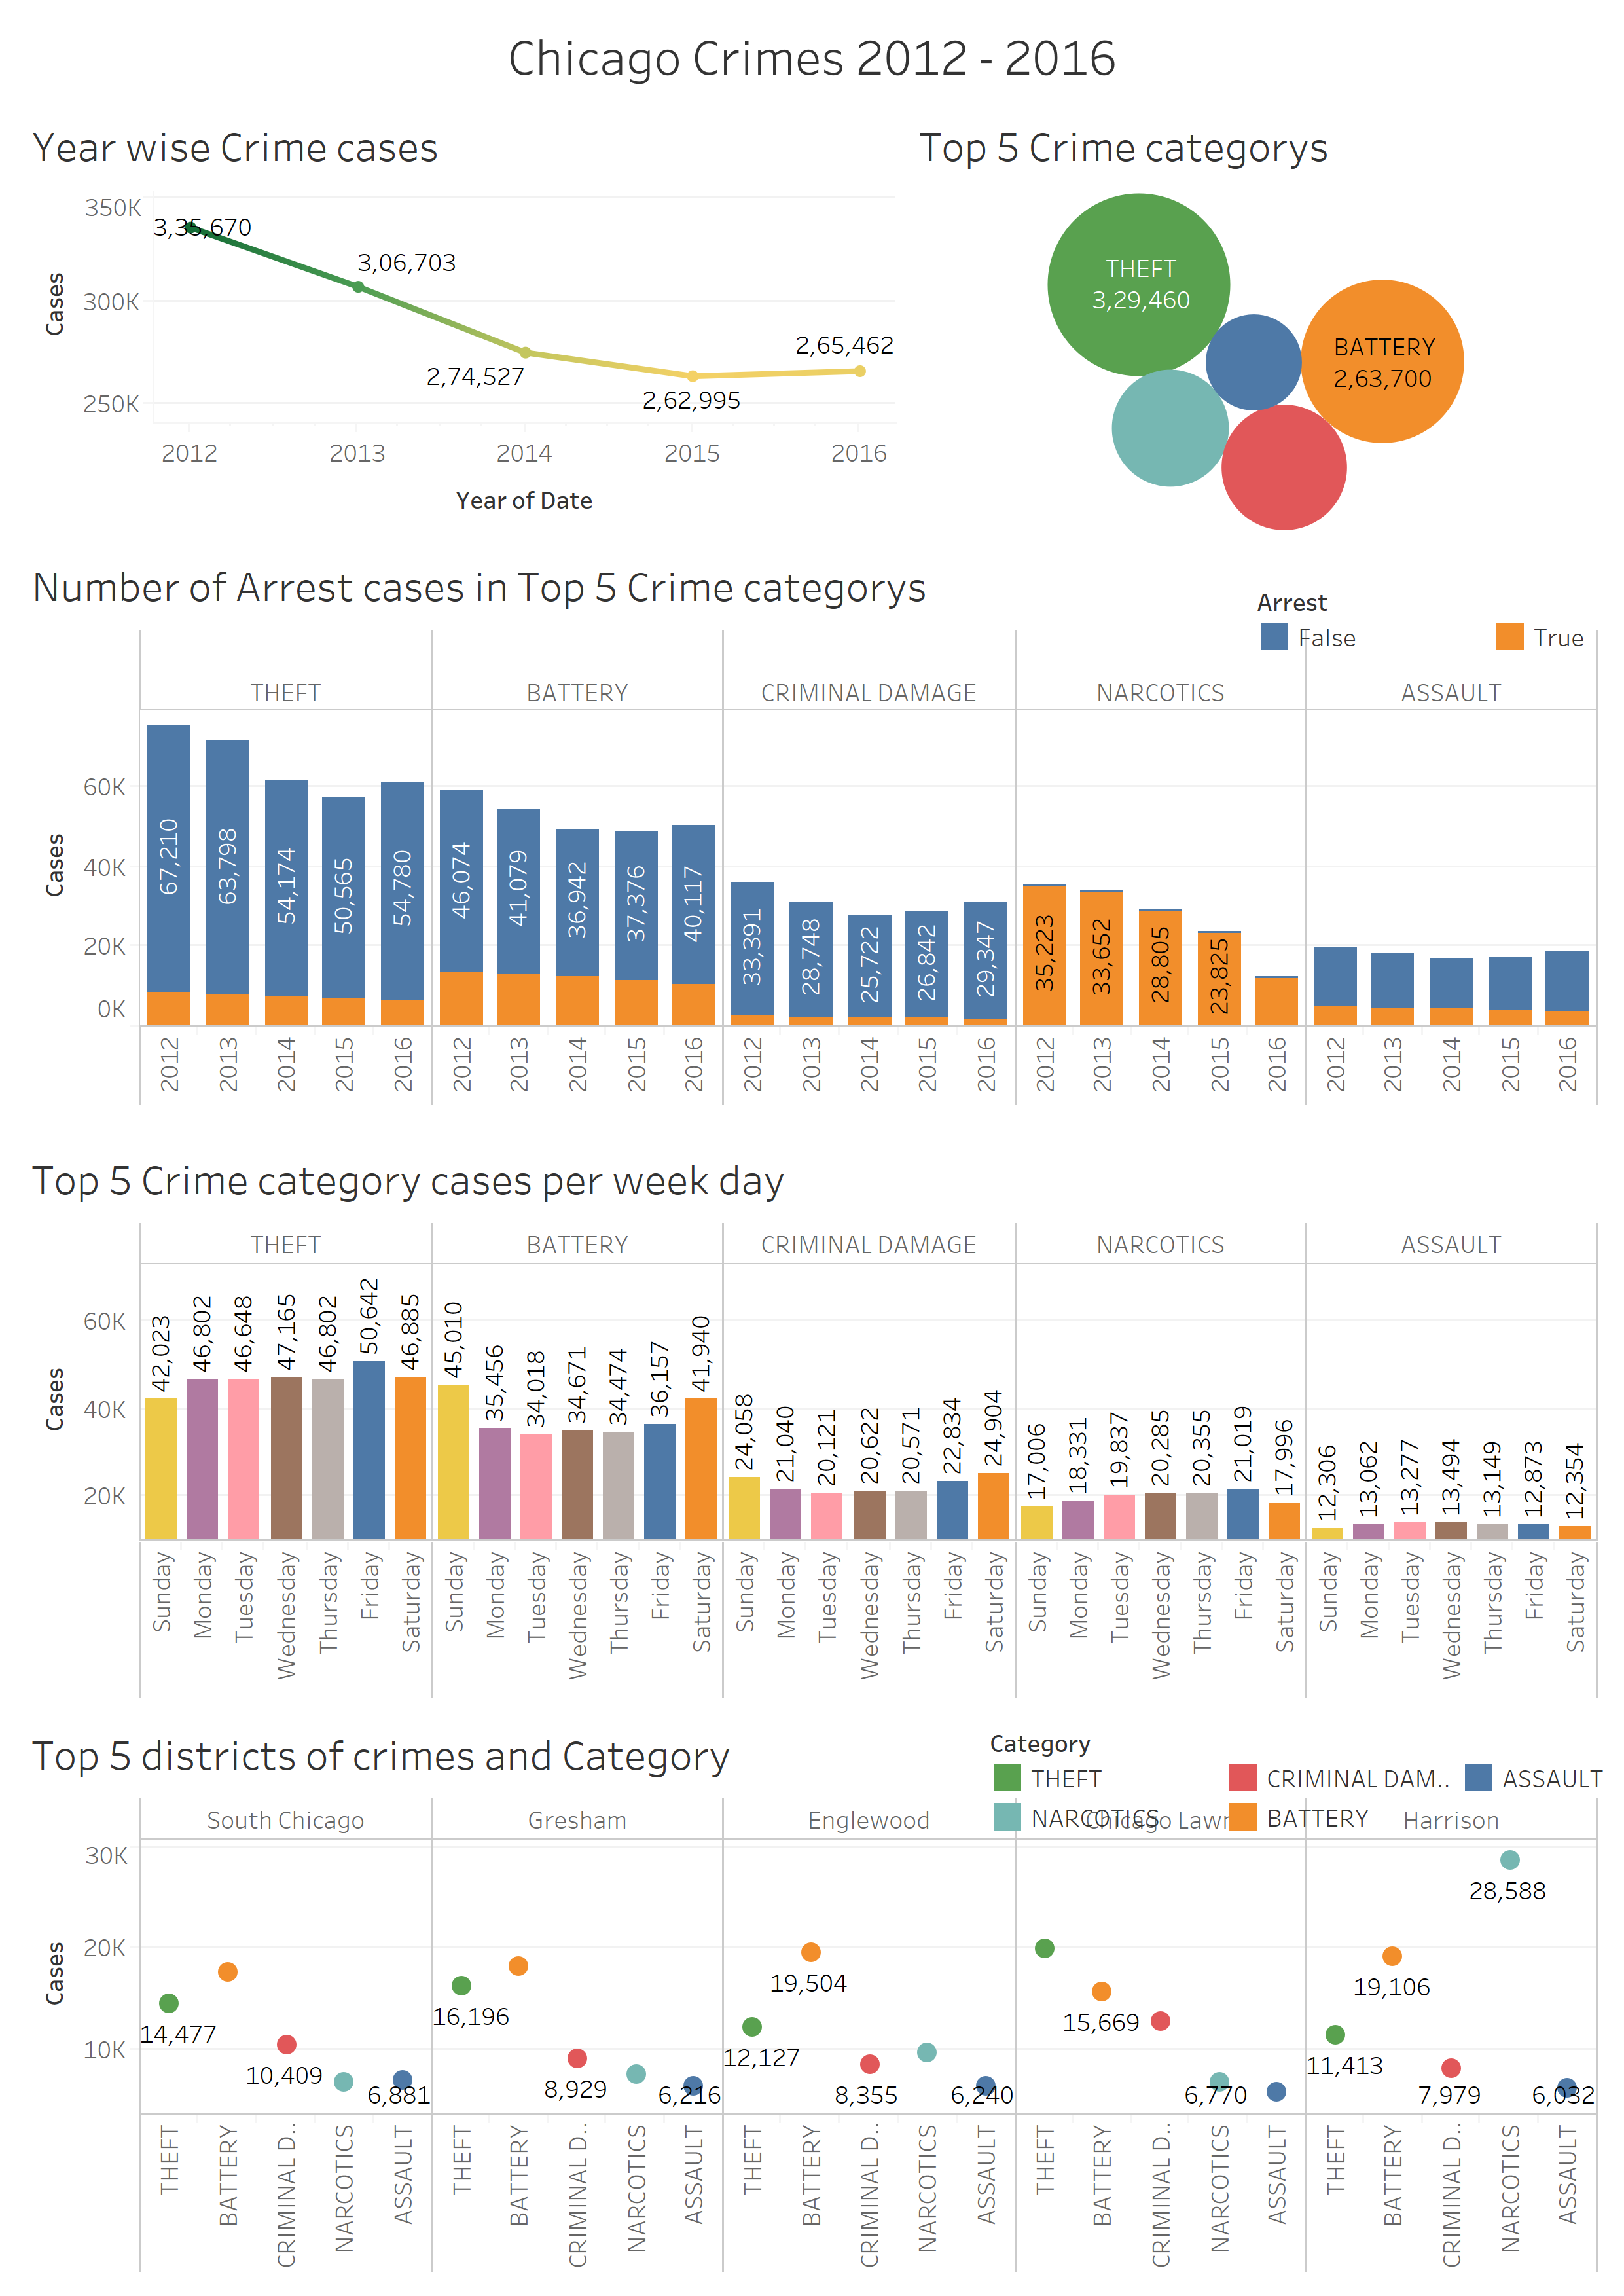 Chicago Crimes 2012 - 2016
Year wise Crime cases
350K
300K
250K
Cases
3,35,670
3,06,703
2,74,527
2,62,995
2,65,462
2012 2013 2014 2015 2016
Year of Date
Top 5 Crime categorys
THEFT
3,29,460
BATTERY
2,63,700
Number of Arrest cases in Top 5 Crime categorys
Arrest
False True
THEFT BATTERY CRIMINAL DAMAGE NARCOTICS ASSAULT
60K
40K
20K
0K
Cases
67,210 63,798 54,174 50,565 54,780 46,074 41,079 36,942 37,376 40,117 33,391 28,748 25,722 26,842 29,347 35,223 33,652 28,805 23,825
2012 2013 2014 2015 2016 2012 2013 2014 2015 2016 2012 2013 2014 2015 2016 2012 2013 2014 2015 2016 2012 2013 2014 2015 2016
Top 5 Crime category cases per week day
THEFT BATTERY CRIMINAL DAMAGE NARCOTICS ASSAULT
60K
40K
20K
Cases
42,023 46,802 46,648 47,165 46,802 50,642 46,885 45,010 35,456 34,018 34,671 34,474 36,157 41,940 24,058 21,040 20,121 20,622 20,571 22,834 24,904 17,006 18,331 19,837 20,285 20,355 21,019 17,996 12,306 13,062 13,277 13,494 13,149 12,873 12,354
Sunday Monday Tuesday Wednesday Thursday Friday Saturday Sunday Monday Tuesday Wednesday Thursday Friday Saturday Sunday Monday Tuesday Wednesday Thursday Friday Saturday Sunday Monday Tuesday Wednesday Thursday Friday Saturday Sunday Monday Tuesday Wednesday Thursday Friday Saturday
Top 5 districts of crimes and Category
Category
THEFT CRIMINAL DAM.. ASSAULT
NARCOTICS BATTERY
South Chicago Gresham Englewood Chicago Lawn Harrison
30K
20K
10K
Cases
14,477 10,409 6,881
16,196 8,929 6,216
12,127 19,504 8,355 6,240
15,669 6,770
11,413 19,106 7,979 28,588 6,032
THEFT BATTERY CRIMINAL D.. NARCOTICS ASSAULT THEFT BATTERY CRIMINAL D.. NARCOTICS ASSAULT THEFT BATTERY CRIMINAL D.. NARCOTICS ASSAULT THEFT BATTERY CRIMINAL D.. NARCOTICS ASSAULT THEFT BATTERY CRIMINAL D.. NARCOTICS ASSAULT